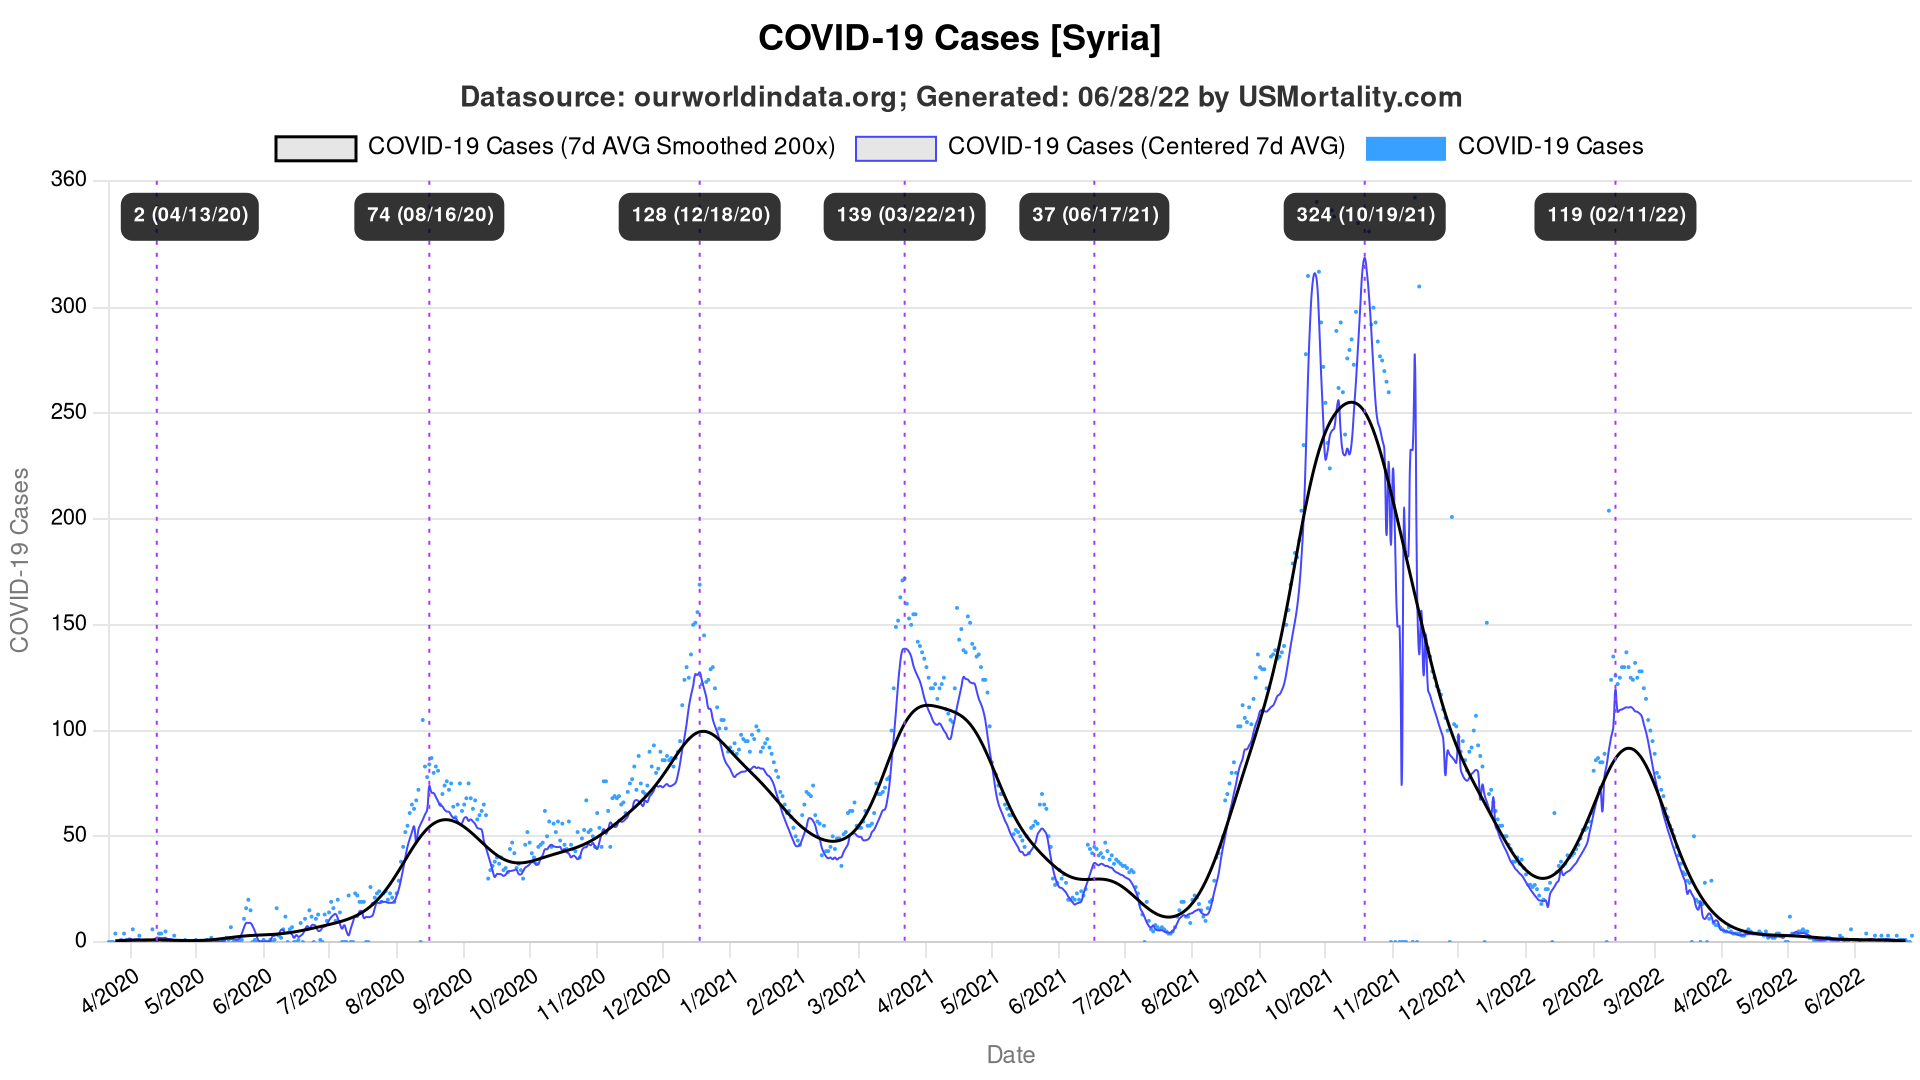 COVID-19 Cases [Syria]
Datasource: ourworldindata.org; Generated: 06/28/22 by USMortality.com
COVID-19 Cases (7d AVG Smoothed 200x) COVID-19 Cases (Centered 7d AVG) COVID-19 Cases
360
2 (04/13/20) 74 (08/16/20) 128 (12/18/20) 139 (03/22/21) 37 (06/17/21) 324 (10/19/21) 119 (02/11/22)
300
250
200
150
100
50
0
COVID-19 Cases
4/2020 5/2020 6/2020 7/2020 8/2020 9/2020 10/2020 11/2020 12/2020 1/2021 2/2021 3/2021 4/2021 5/2021 6/2021 7/2021 8/2021 9/2021 10/2021 11/2021 12/2021 1/2022 2/2022 3/2022 4/2022 5/2022 6/2022
Date